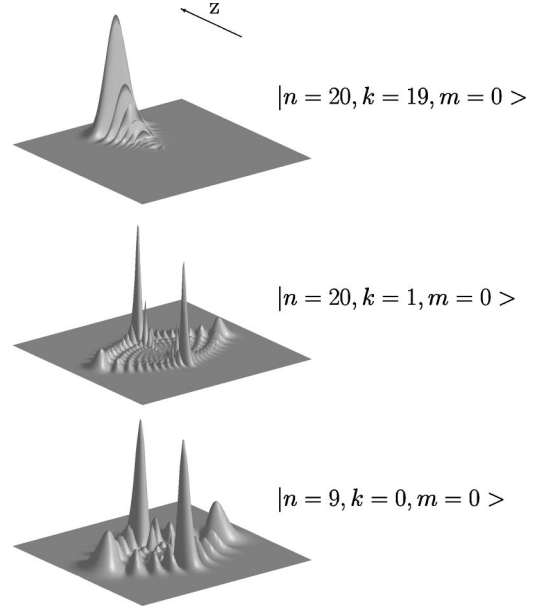 z
|n = 20, k = 19, m = 0 >
|n = 20, k = 1, m = 0 >
|n = 9, k = 0, m = 0 >